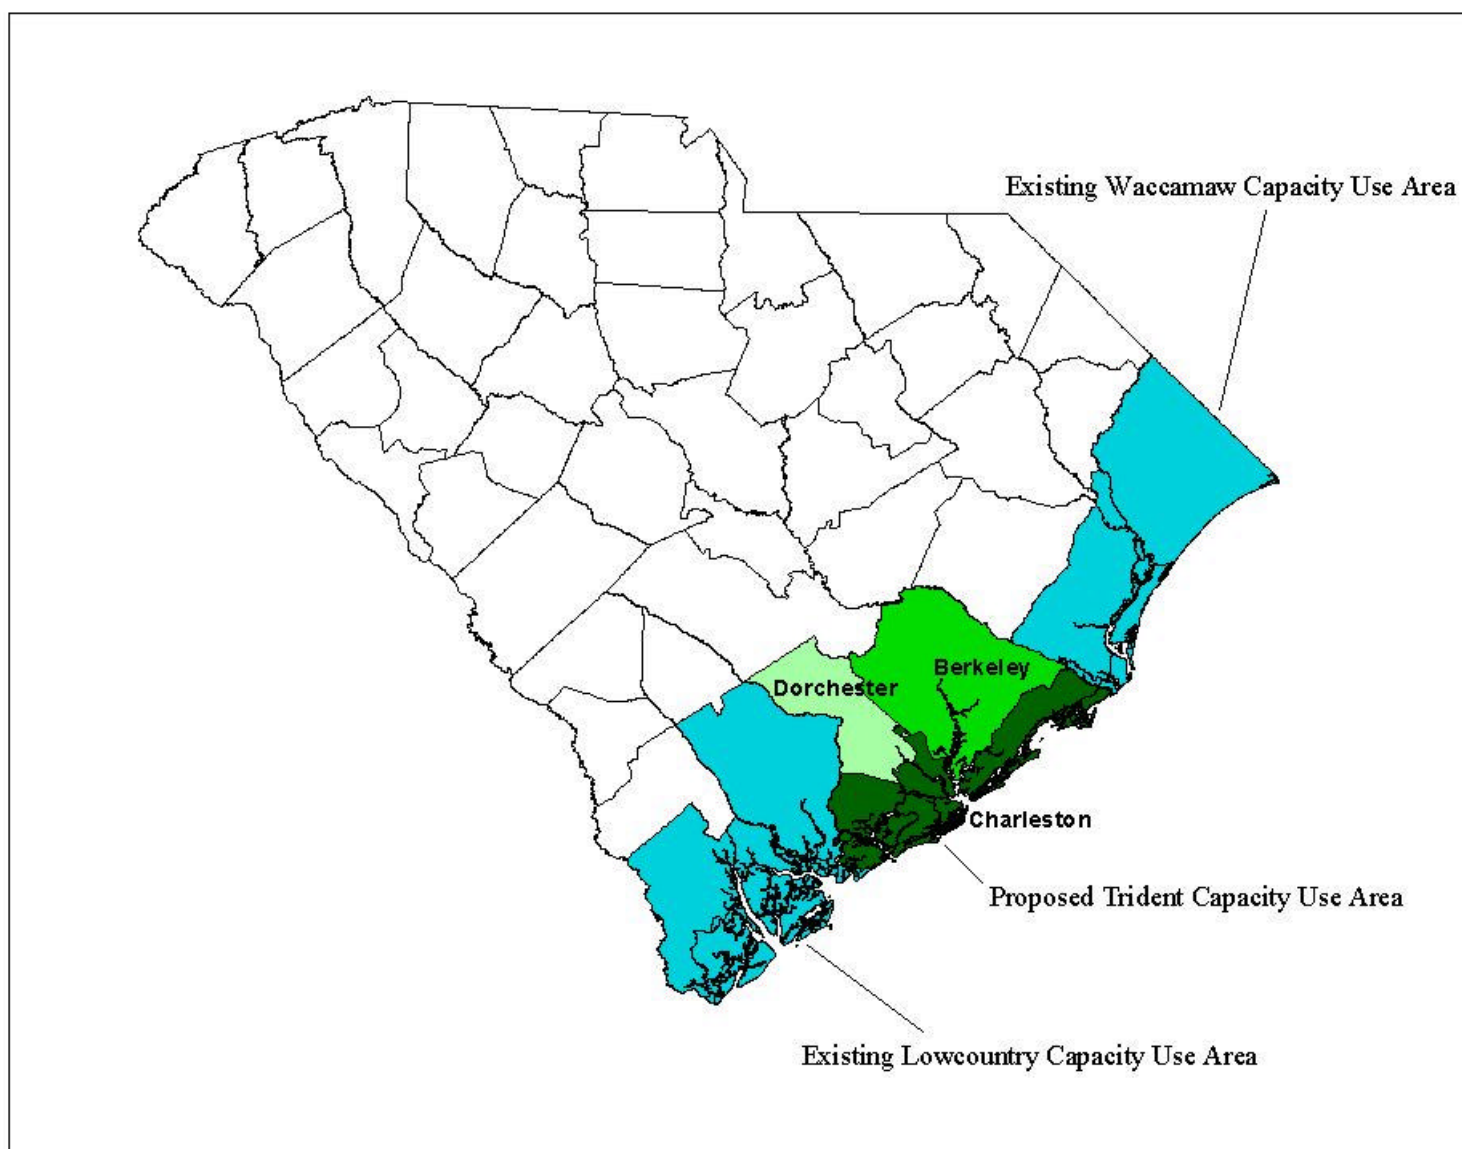 Existing Waccamaw Capacity Use Area
Berkeley
Dorchester
Charleston
Proposed Trident Capacity Use Area
Existing Lowcountry Capacity Use Area